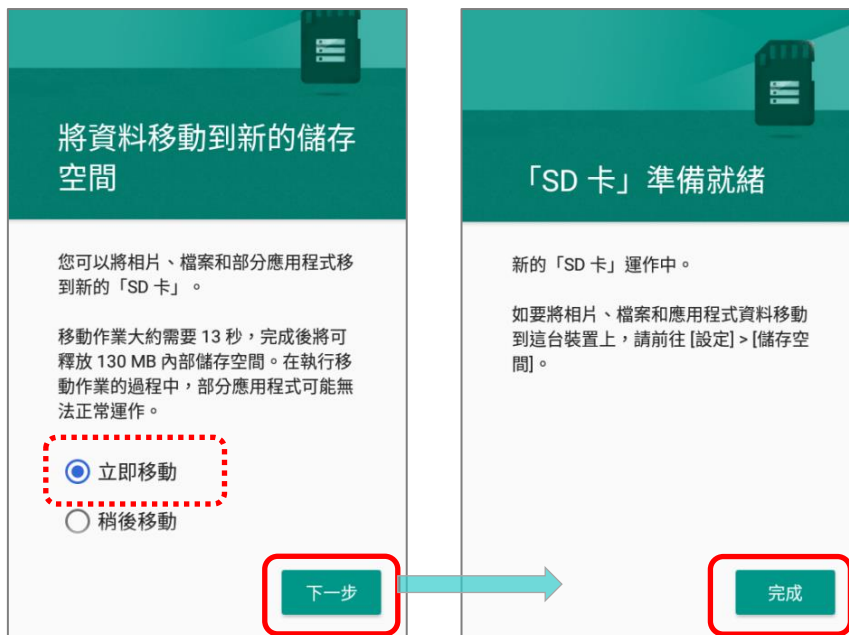 將資料移動到新的儲存
空間
您可以將相片、檔案和部分應用程式移
到新的「SD 卡」。
移動作業大約需要 13 秒，完成後將可
釋放 130 MB 內部儲存空間。在執行移
動作業的過程中，部分應用程式可能無
法正常運作。
立即移動
稍後移動
下一步
「SD 卡」準備就緒
新的「SD 卡」運作中。
如要將相片、檔案和應用程式資料移動
到這台裝置上，請前往 [設定] > [儲存空
間]。
完成